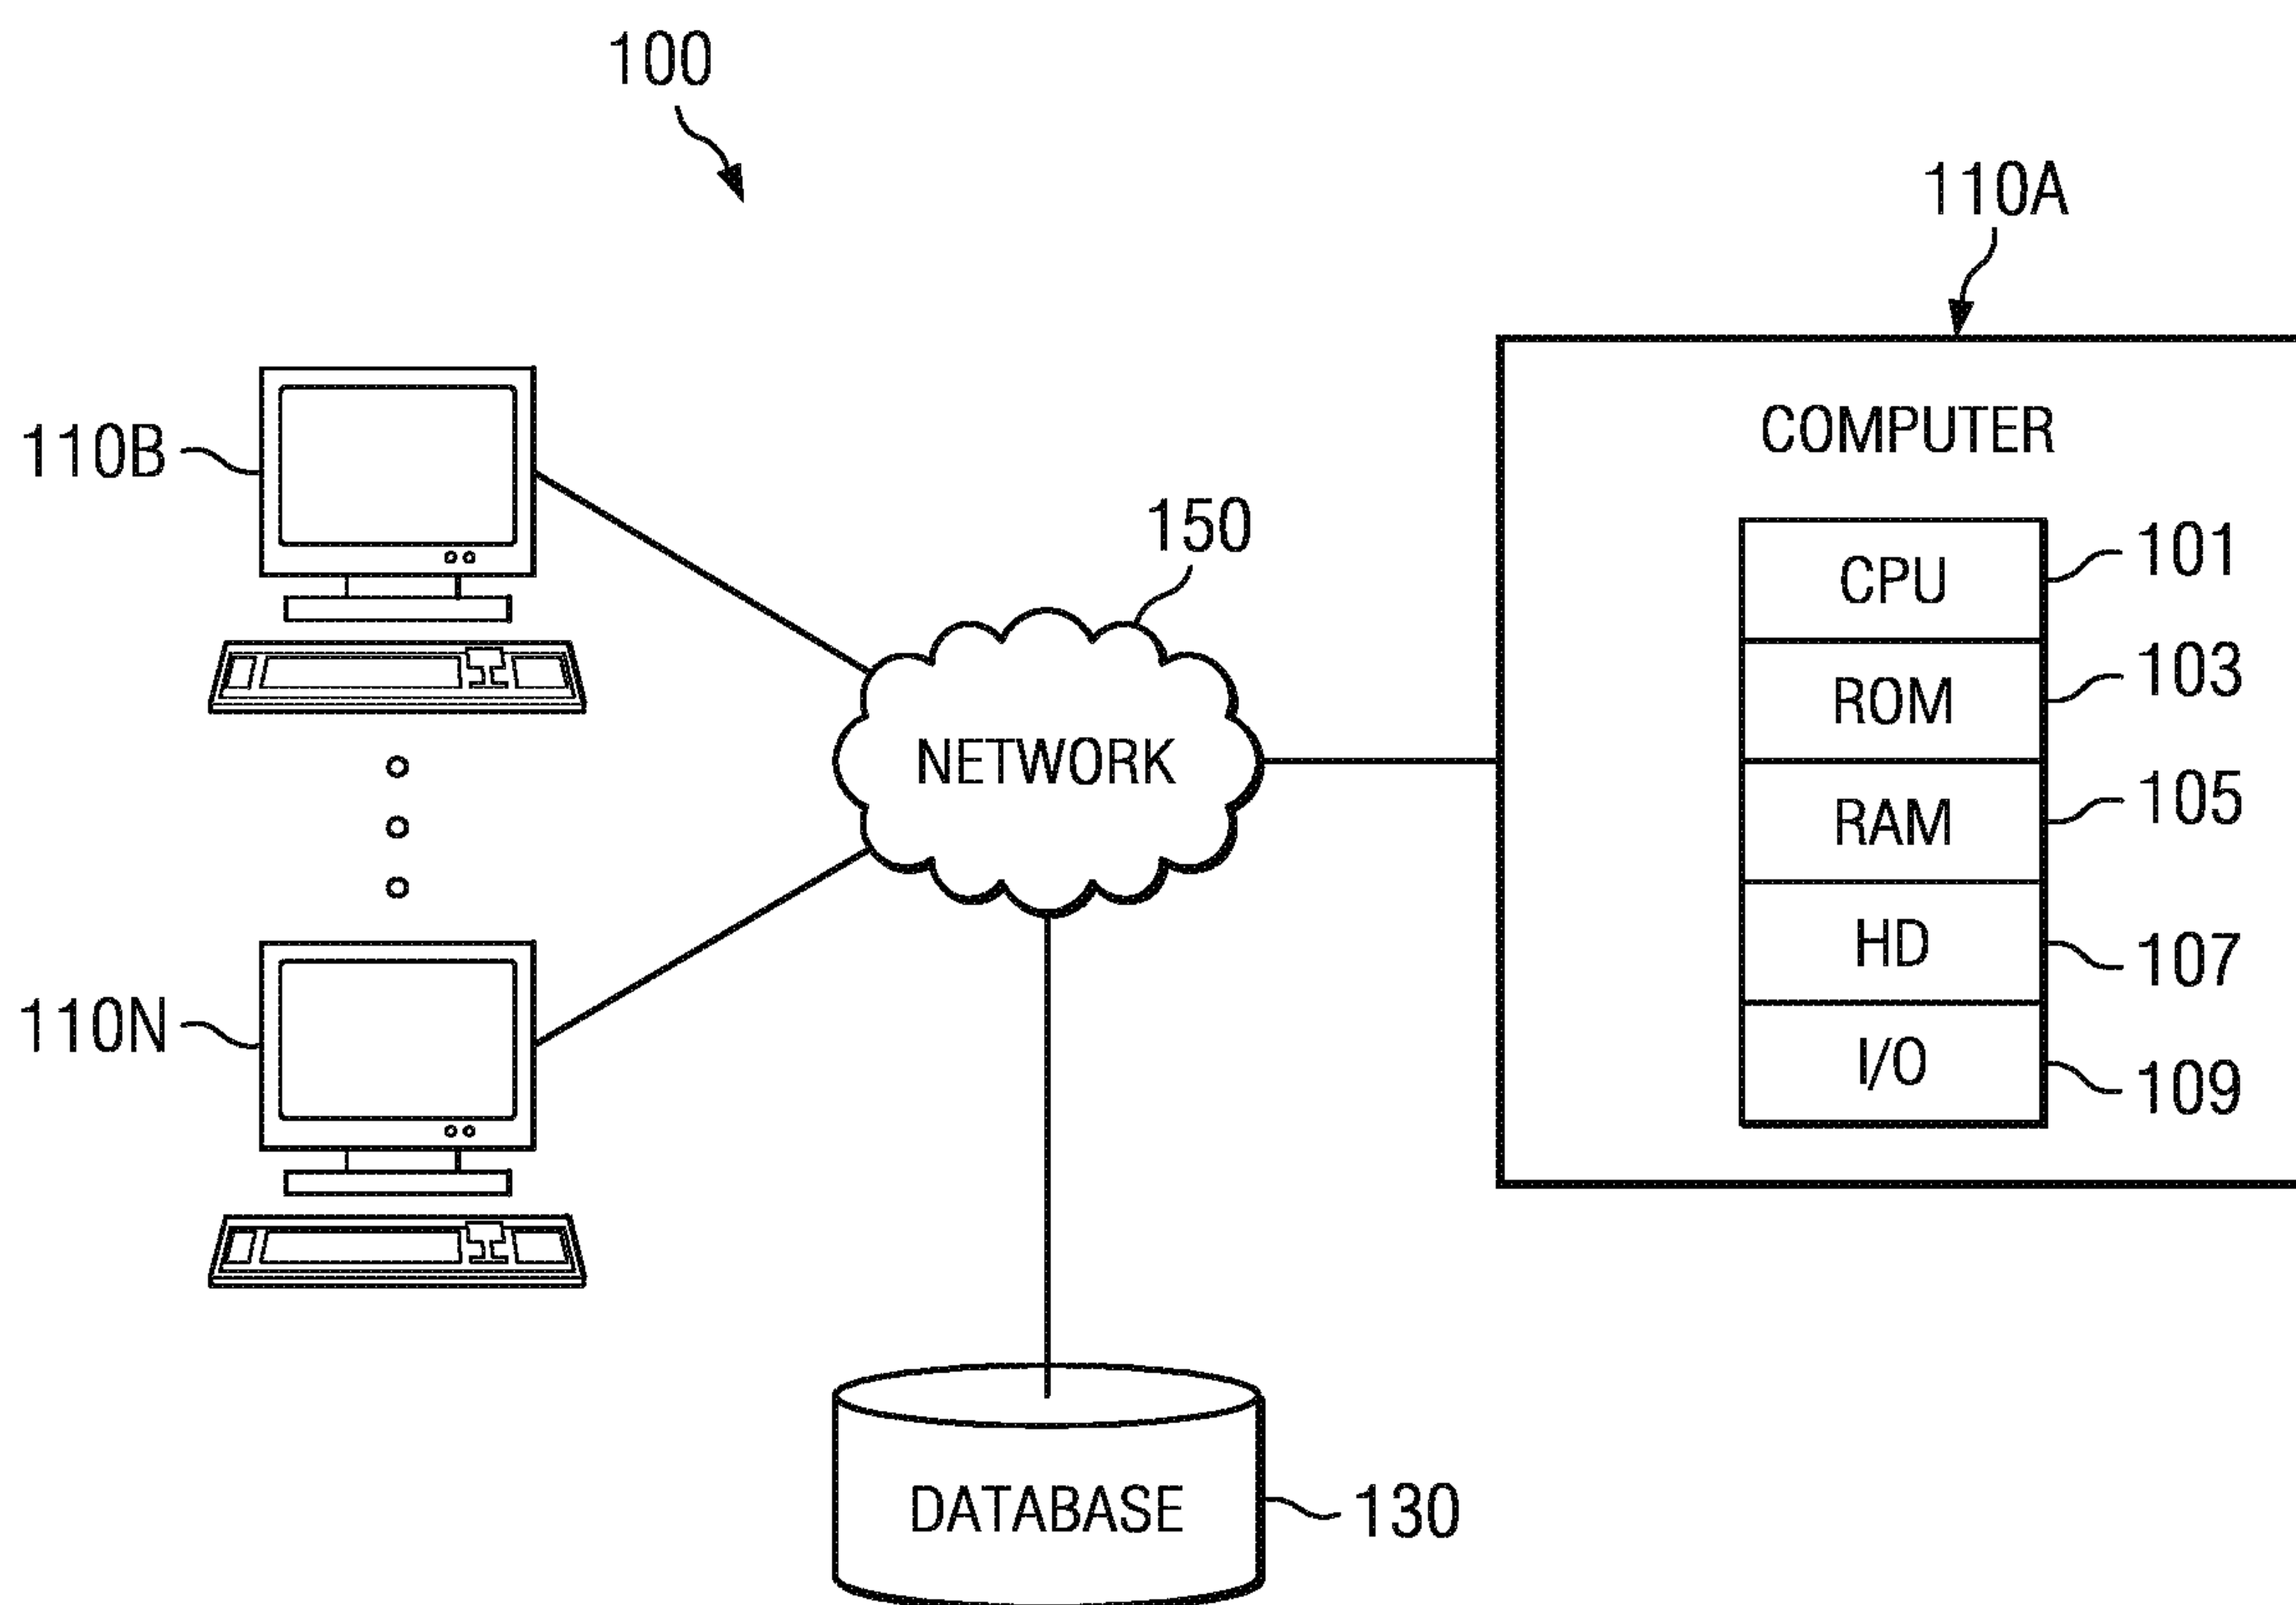 100
110A
110B
COMPUTER
150
CPU
101
ROM
103
NETWORK
RAM
105
HD
107
110N
I/O
109
DATABASE
130